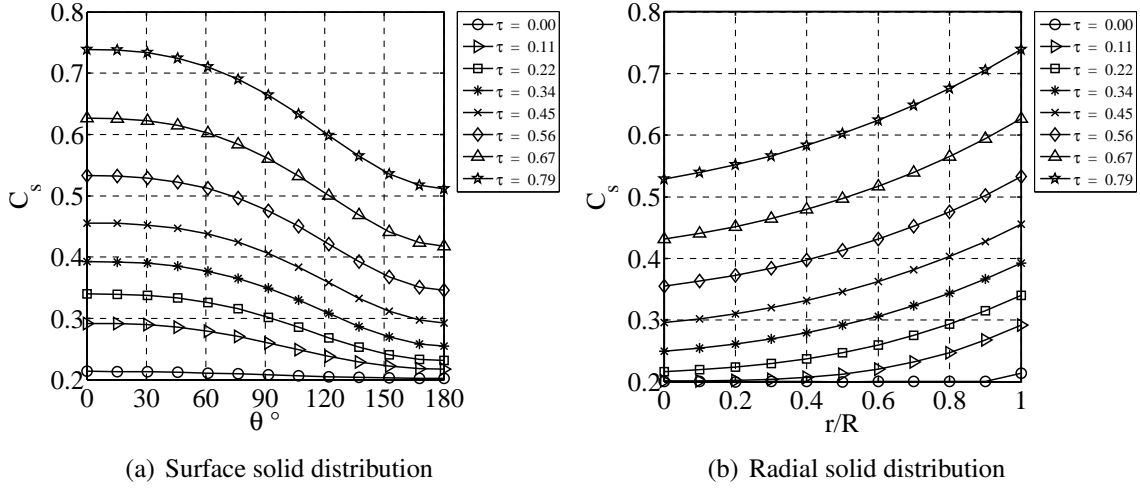 0.8
0.7
0.6
0.5
0.4
0.3
0.2
C_s
0 30 60 90 120 150 180
θ °
τ = 0.00
τ = 0.11
τ = 0.22
τ = 0.34
τ = 0.45
τ = 0.56
τ = 0.67
τ = 0.79
(a) Surface solid distribution
0.8
0.7
0.6
0.5
0.4
0.3
0.2
C_s
0 0.2 0.4 0.6 0.8 1
r/R
τ = 0.00
τ = 0.11
τ = 0.22
τ = 0.34
τ = 0.45
τ = 0.56
τ = 0.67
τ = 0.79
(b) Radial solid distribution